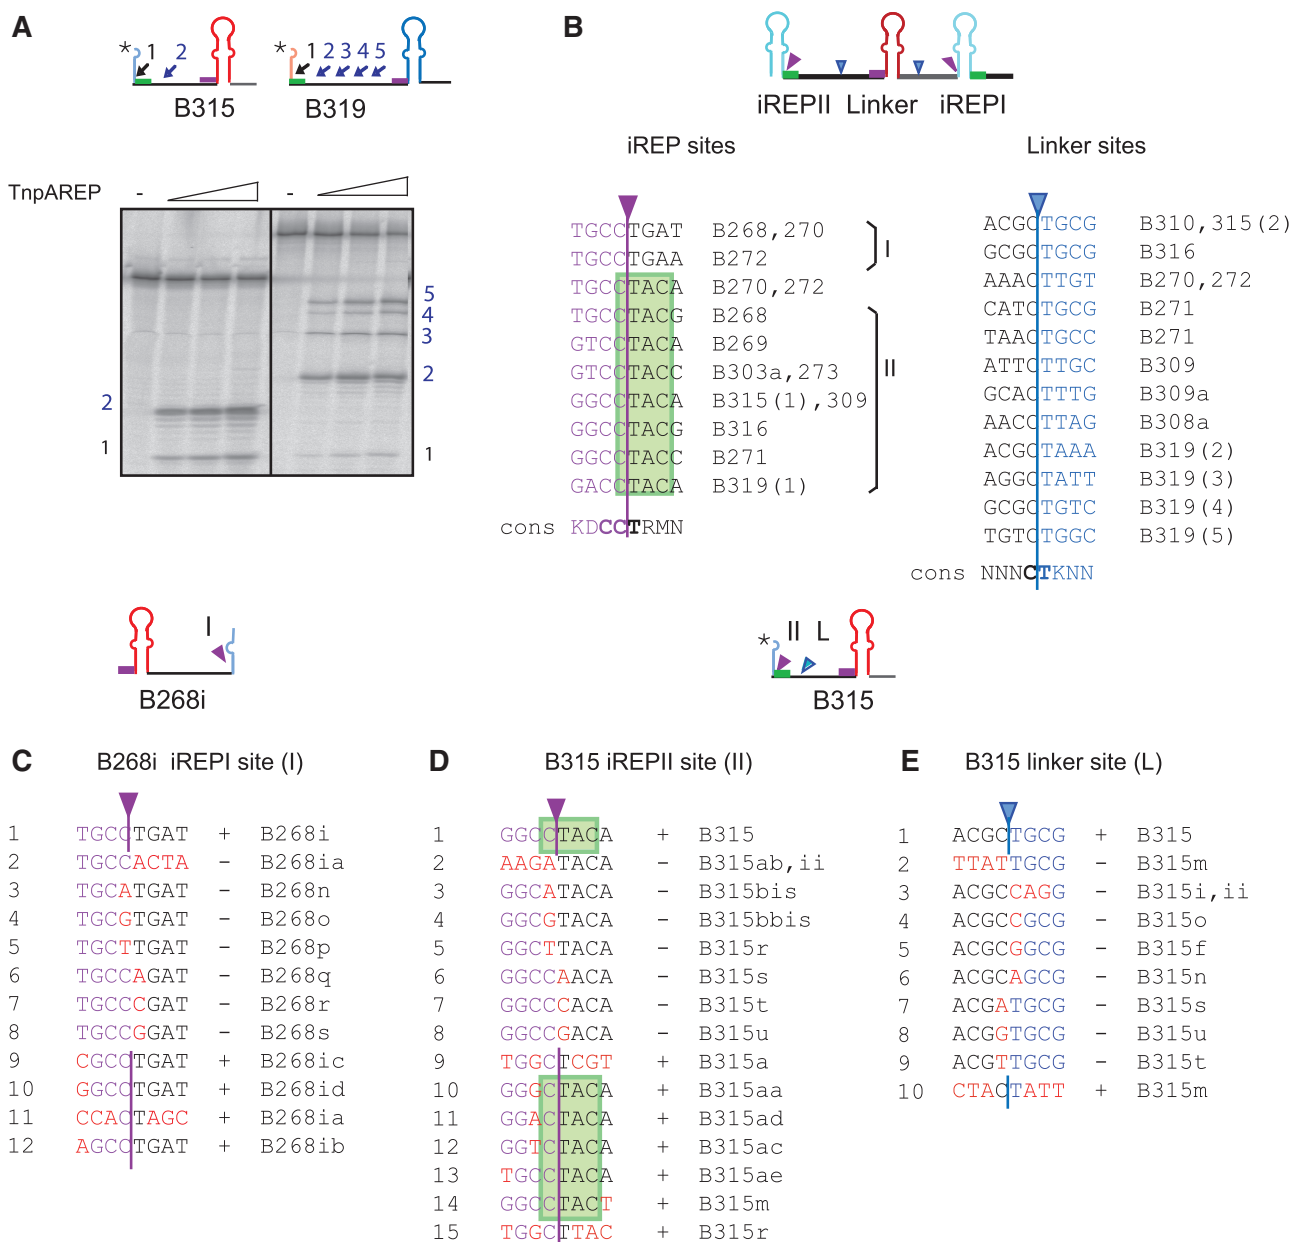 A
* 1 2
B315
* 1 2 3 4 5
B319
TnpAREP - -
5
4
3
2
1
2
1
B
iREPII Linker iREPI
iREP sites
TGCCTGAT B268,270
TGCCTGAA B272
I
TGCCTACA B270,272
TGCCTACG B268
GTCCTACA B269
GTCCTACC B303a,273
GGCCTACA B315(1),309
GGCCTACG B316
GGCCTACC B271
GACCTACA B319(1)
II
cons KDCCTRMN
Linker sites
ACGCTGCG B310,315(2)
GCGCTGCG B316
AAACTTGT B270,272
CATCTGCG B271
TAACTGCC B271
ATTCTTGC B309
GCACTTTG B309a
AACCTTAG B308a
ACGCTAAA B319(2)
AGGCTATT B319(3)
GCGCTGTC B319(4)
TGTCTGGC B319(5)
cons NNNCTKNN
I
B268i
* II L
B315
C B268i iREPI site (I)
1 TGCCTGAT + B268i
2 TGCCACTA - B268ia
3 TGCATGAT - B268n
4 TGCGTGAT - B268o
5 TGCTTGAT - B268p
6 TGCCAGAT - B268q
7 TGCCCGAT - B268r
8 TGCCGGAT - B268s
9 CGCCTGAT + B268ic
10 GGCCTGAT + B268id
11 CCACTAGC + B268ia
12 AGCCTGAT + B268ib
D B315 iREPII site (II)
1 GGCCTACA + B315
2 AAGATACA - B315ab,ii
3 GGCATACA - B315bis
4 GGCGTACA - B315bbis
5 GGCTTACA - B315r
6 GGCCAACA - B315s
7 GGCCCACA - B315t
8 GGCCGACA - B315u
9 TGGCTCGT + B315a
10 GGGCTACA + B315aa
11 GGACTACA + B315ad
12 GGTCTACA + B315ac
13 TGCCTACA + B315ae
14 GGCCTACT + B315m
15 TGGCTTAC + B315r
E B315 linker site (L)
1 ACGCTGCG + B315
2 TTATTGCG - B315m
3 ACGCCAGG - B315i,ii
4 ACGCCGCG - B315o
5 ACGCGGCG - B315f
6 ACGCAGCG - B315n
7 ACGATGCG - B315s
8 ACGGTGCG - B315u
9 ACGTTGCG - B315t
10 CTACTATT + B315m